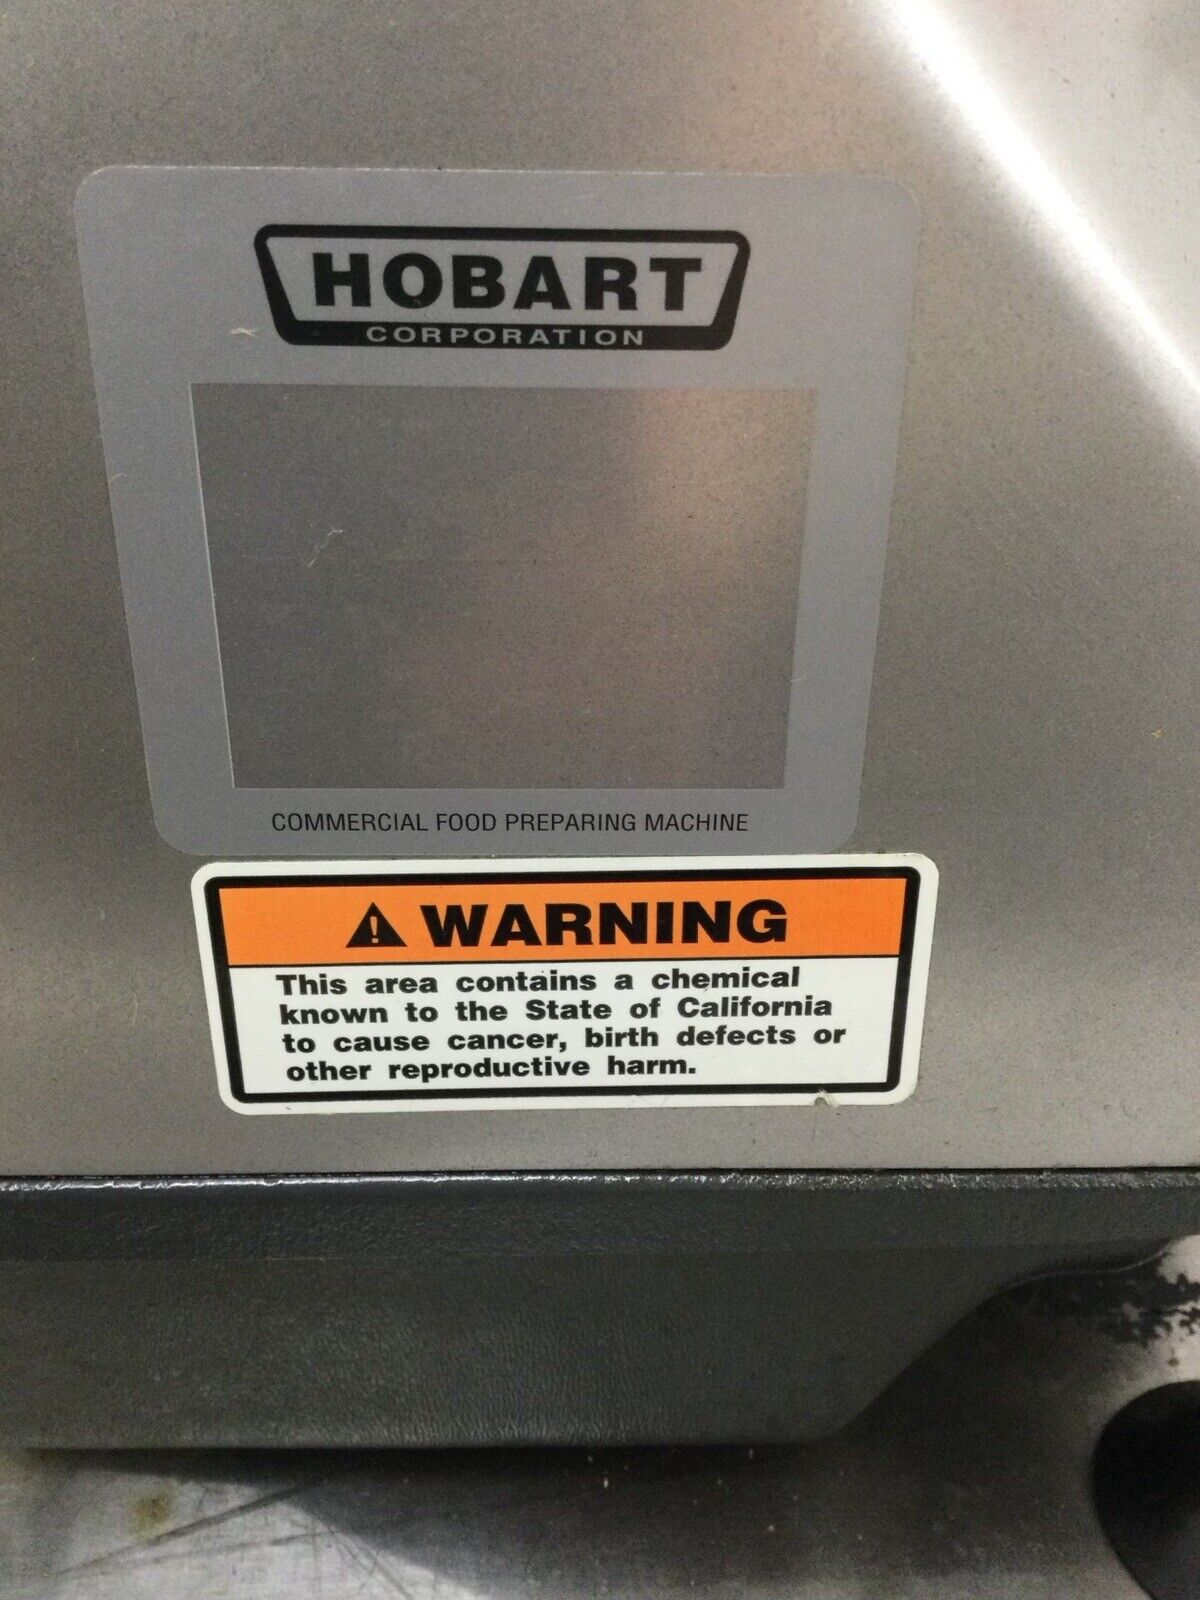 HOBART
CORPORATION
COMMERCIAL FOOD PREPARING MACHINE
WARNING
This area contains a chemical
known to the State of California
to cause cancer, birth defects or
other reproductive harm.